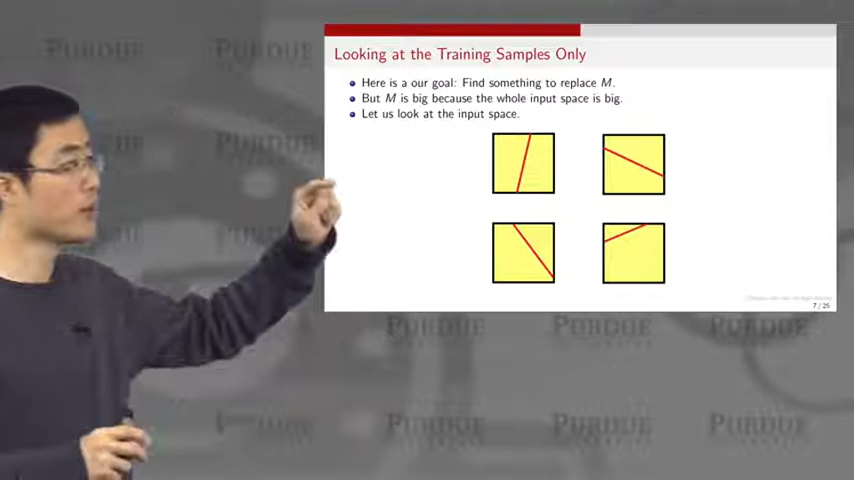 PURDUE
PURDUE
Looking at the Training Samples Only
Here is a our goal: Find something to replace M.
But M is big because the whole input space is big.
Let us look at the input space.
7 / 25
PURDUE
PURDUE
PURDUE
PURDUE
PURDUE
PURDUE